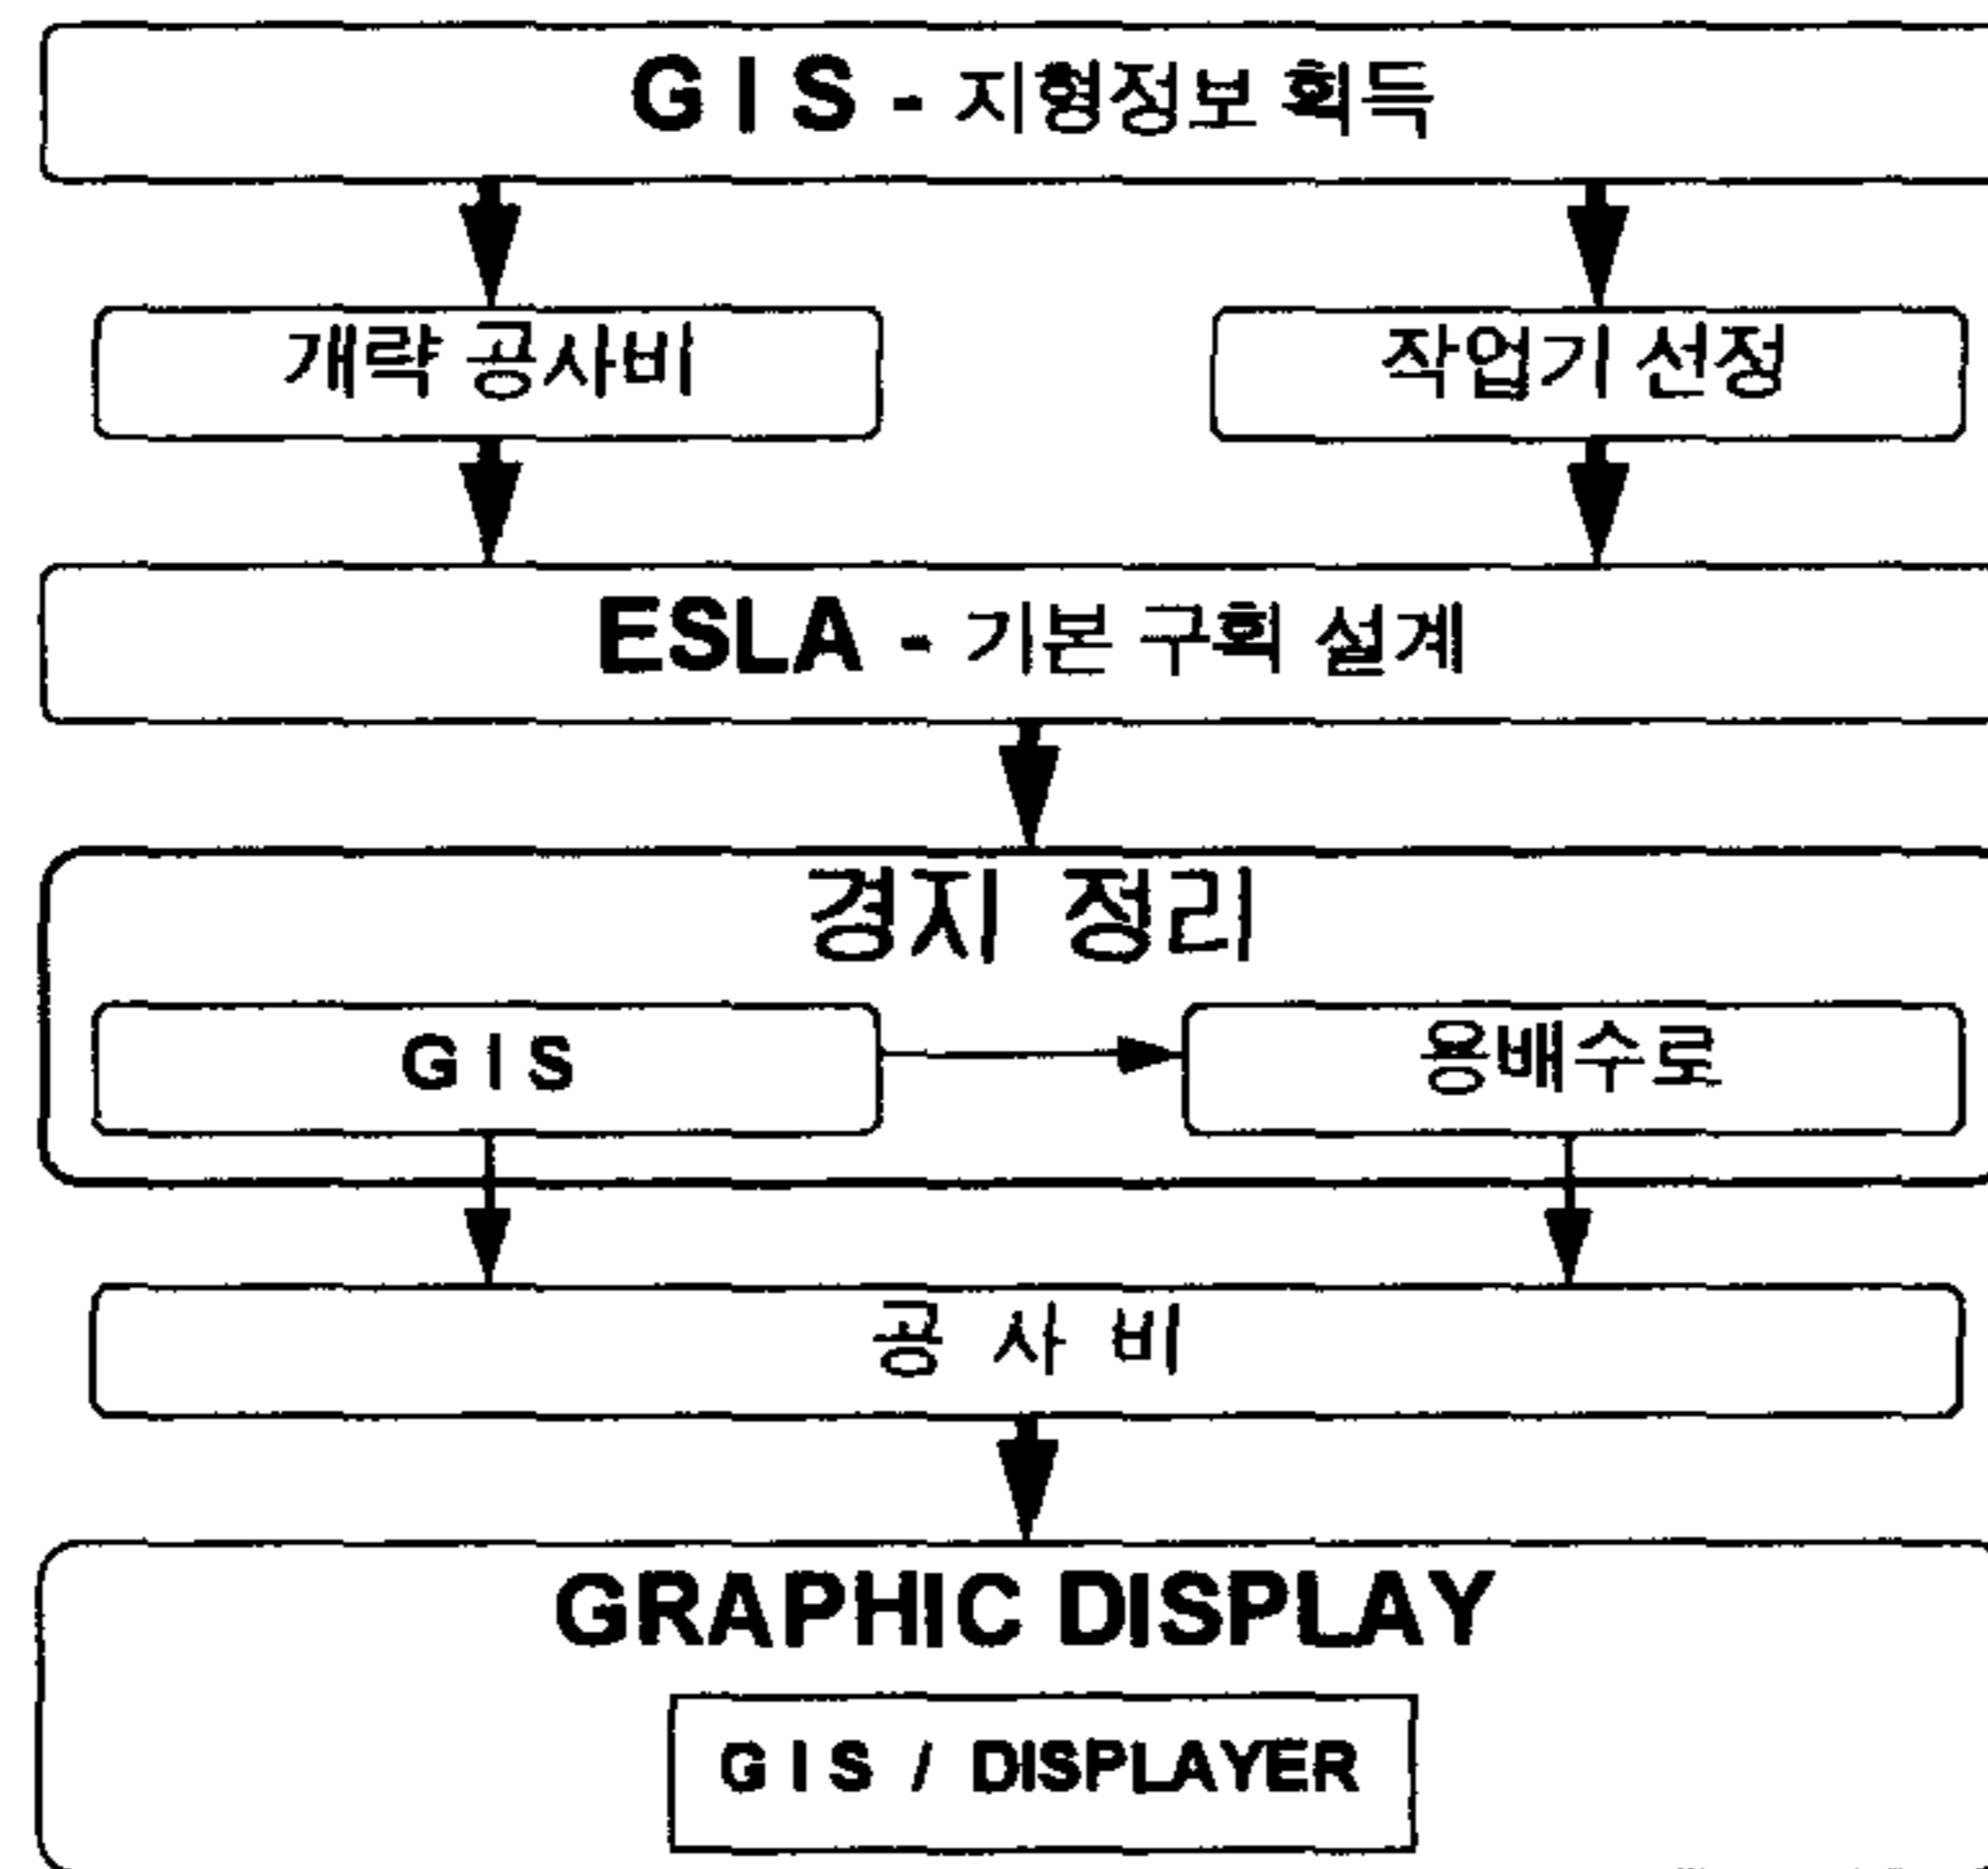 G I S - 지형정보 획득
개략 공사비
작업기 선정
ESLA - 기본 구획 설계
경지 정리
G I S
용배수로
공 사 비
GRAPHIC DISPLAY
G I S / DISPLAYER